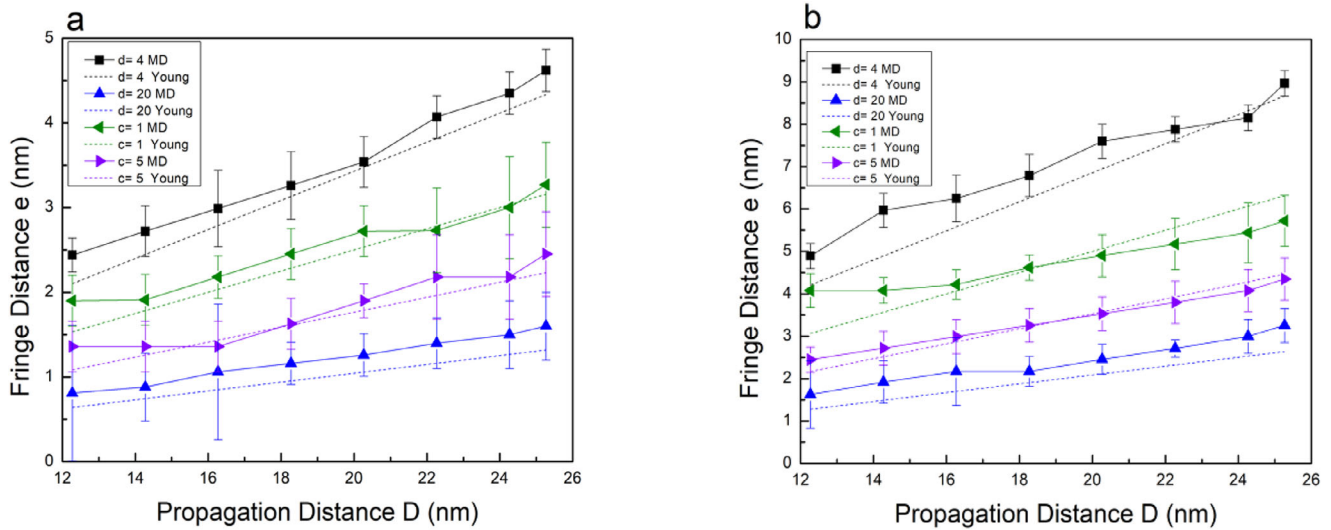 a
5
4
3
2
1
0
Fringe Distance e (nm)
d= 4 MD
d= 4 Young
d= 20 MD
d= 20 Young
c= 1 MD
c= 1 Young
c= 5 MD
c= 5 Young
12 14 16 18 20 22 24 26
Propagation Distance D (nm)
b
10
9
8
7
6
5
4
3
2
1
0
Fringe Distance e (nm)
d= 4 MD
d= 4 Young
d= 20 MD
d= 20 Young
c= 1 MD
c= 1 Young
c= 5 MD
c= 5 Young
12 14 16 18 20 22 24 26
Propagation Distance D (nm)